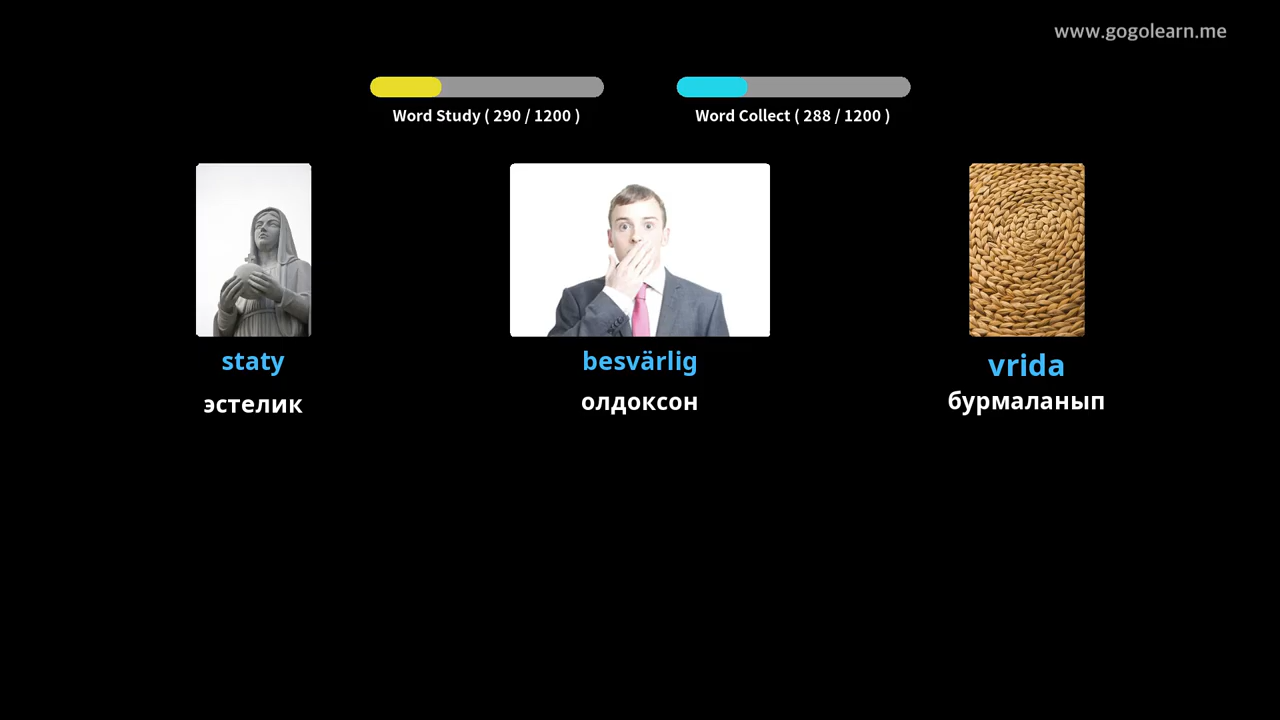 www.gogolearn.me
Word Study ( 290 / 1200 )
Word Collect ( 288 / 1200 )
staty
эстелик
besvärlig
олдоксон
vrida
бурмаланып